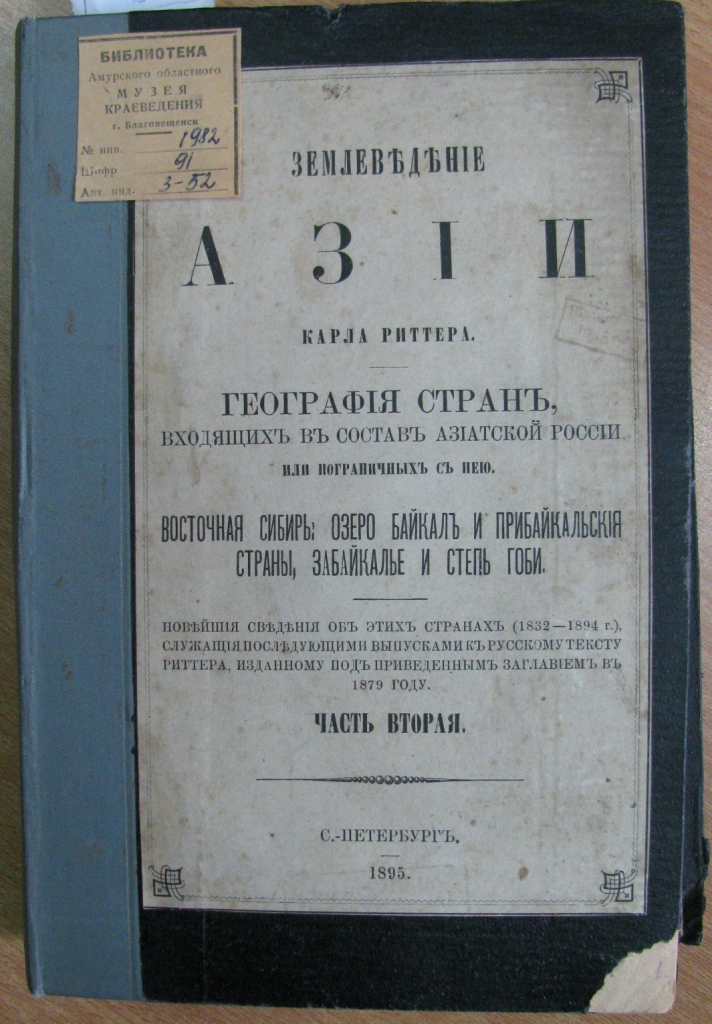 БИБЛИОТЕКА
Амурского областного
МУЗЕЯ
КРАЕВЕДЕНИЯ
г. Благовещенск
№ инв. 1982
Шифр 91
Авт. инд. 3-52
ЗЕМЛЕВѢДѢНІЕ
АЗІИ
КАРЛА РИТТЕРА.
ГЕОГРАФІЯ СТРАНЪ,
ВХОДЯЩИХЪ ВЪ СОСТАВЪ АЗІАТСКОЙ РОССІИ
ИЛИ ПОГРАНИЧНЫХЪ СЪ НЕЮ.
ВОСТОЧНАЯ СИБИРЬ: ОЗЕРО БАЙКАЛЪ И ПРИБАЙКАЛЬСКІЯ
СТРАНЫ, ЗАБАЙКАЛЬЕ И СТЕПЬ ГОБИ.
НОВѢЙШІЯ СВѢДѢНІЯ ОБЪ ЭТИХЪ СТРАНАХЪ (1832—1894 г.),
СЛУЖАЩІЯ ПОСЛѢДУЮЩИМИ ВЫПУСКАМИ КЪ РУССКОМУ ТЕКСТУ
РИТТЕРА, ИЗДАННОМУ ПОДЪ ПРИВЕДЕННЫМЪ ЗАГЛАВІЕМЪ ВЪ
1879 ГОДУ.
ЧАСТЬ ВТОРАЯ.
С.-ПЕТЕРБУРГЪ.
1895.